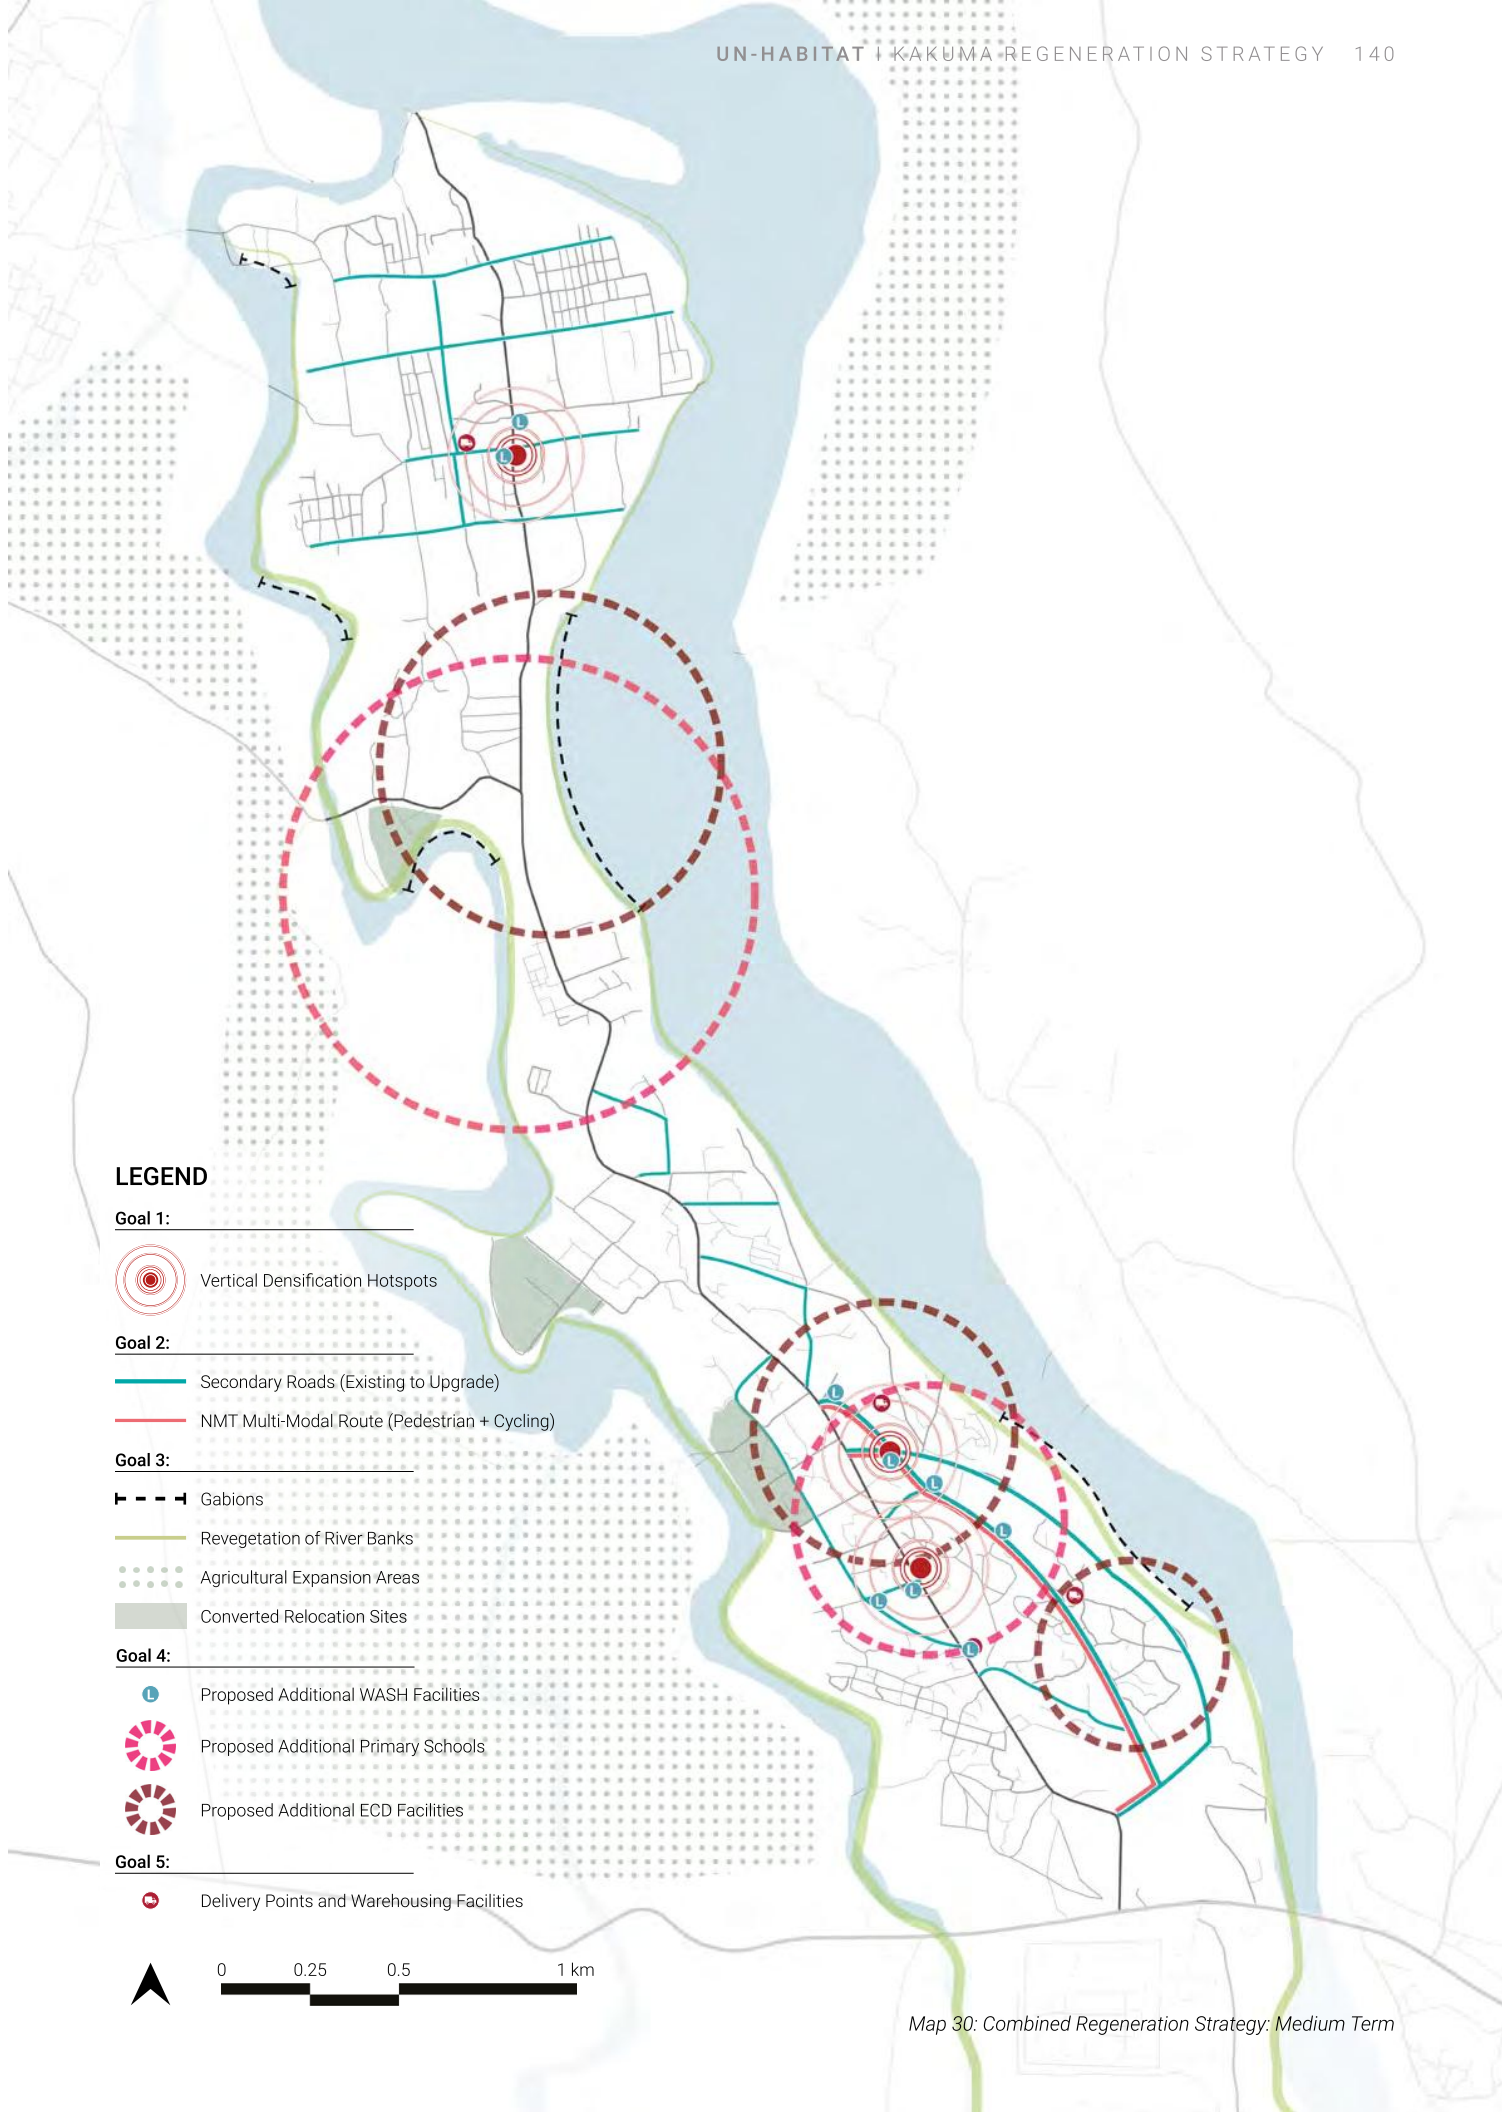 UN-HABITAT | KAKUMA REGENERATION STRATEGY 140
LEGEND
Goal 1:
Vertical Densification Hotspots
Goal 2:
Secondary Roads (Existing to Upgrade)
NMT Multi-Modal Route (Pedestrian + Cycling)
Goal 3:
Gabions
Revegetation of River Banks
Agricultural Expansion Areas
Converted Relocation Sites
Goal 4:
L Proposed Additional WASH Facilities
Proposed Additional Primary Schools
Proposed Additional ECD Facilities
Goal 5:
Delivery Points and Warehousing Facilities
0 0.25 0.5 1 km
Map 30: Combined Regeneration Strategy: Medium Term
L
L
L
L
L
L
L
L
L